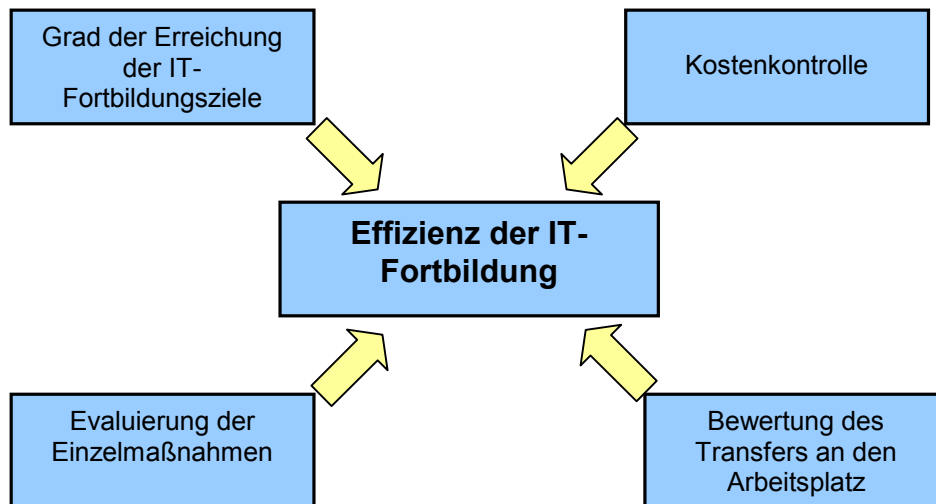 Grad der Erreichung
der IT-
Fortbildungsziele
Kostenkontrolle
Effizienz der IT-
Fortbildung
Evaluierung der
Einzelmaßnahmen
Bewertung des
Transfers an den
Arbeitsplatz